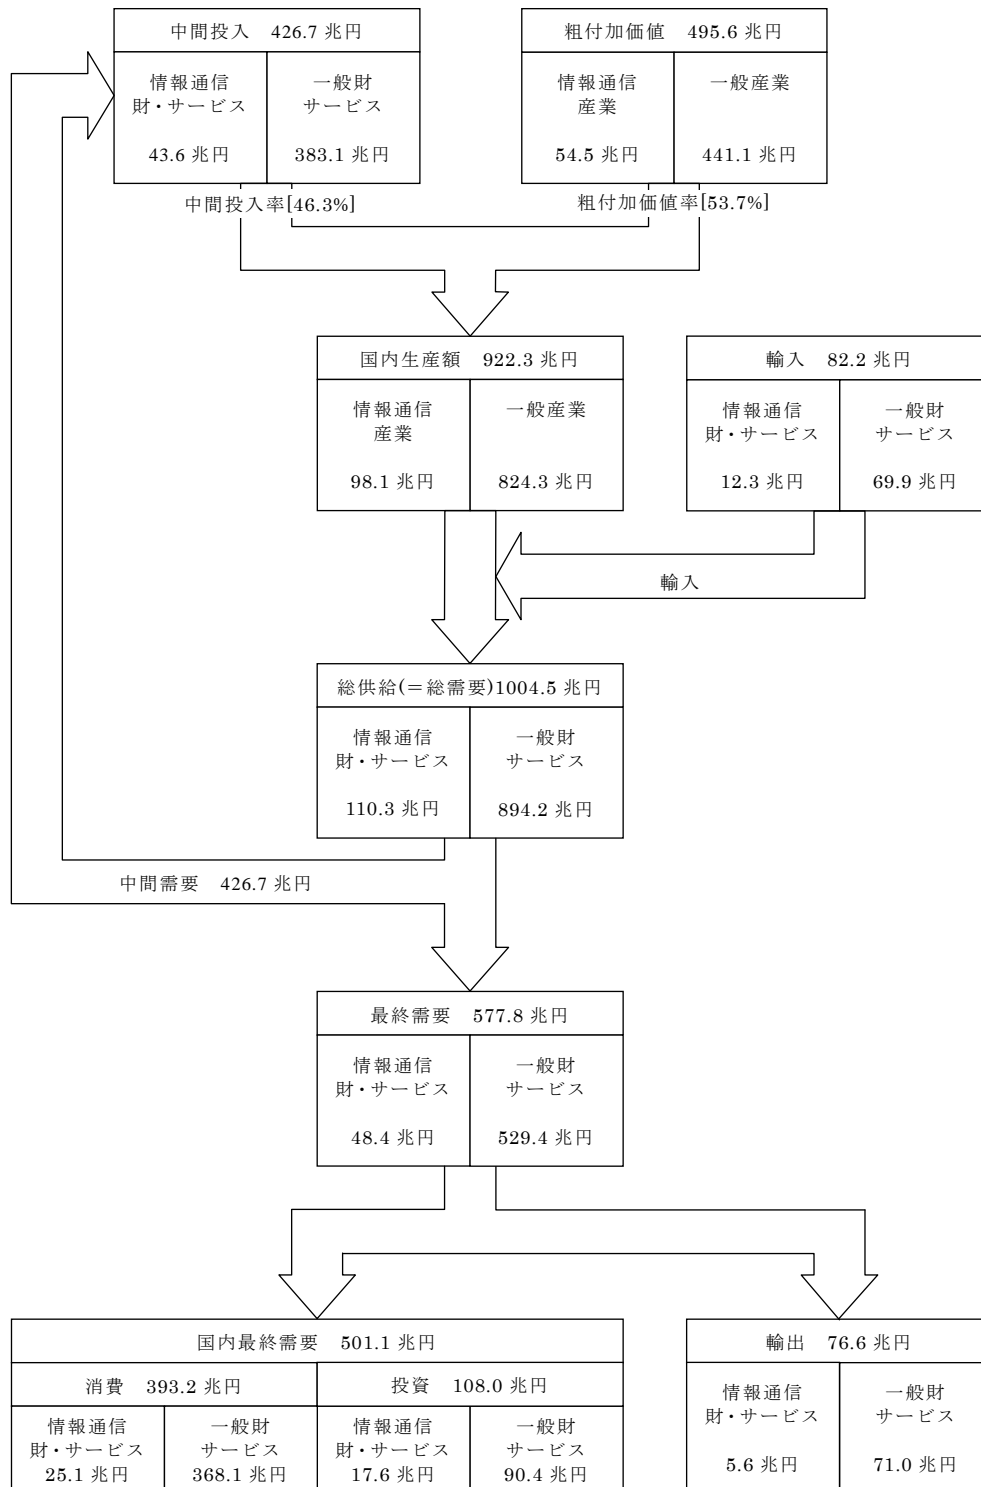 中間投入　426.7 兆円
情報通信
財・サービス
43.6 兆円
一般財
サービス
383.1 兆円
粗付加価値　495.6 兆円
情報通信
産業
54.5 兆円
一般産業
441.1 兆円
中間投入率[46.3%]
粗付加価値率[53.7%]
国内生産額　922.3 兆円
情報通信
産業
98.1 兆円
一般産業
824.3 兆円
輸入　82.2 兆円
情報通信
財・サービス
12.3 兆円
一般財
サービス
69.9 兆円
輸入
総供給(＝総需要)1004.5 兆円
情報通信
財・サービス
110.3 兆円
一般財
サービス
894.2 兆円
中間需要　426.7 兆円
最終需要　577.8 兆円
情報通信
財・サービス
48.4 兆円
一般財
サービス
529.4 兆円
国内最終需要　501.1 兆円
消費　393.2 兆円
情報通信
財・サービス
25.1 兆円
一般財
サービス
368.1 兆円
投資　108.0 兆円
情報通信
財・サービス
17.6 兆円
一般財
サービス
90.4 兆円
輸出　76.6 兆円
情報通信
財・サービス
5.6 兆円
一般財
サービス
71.0 兆円